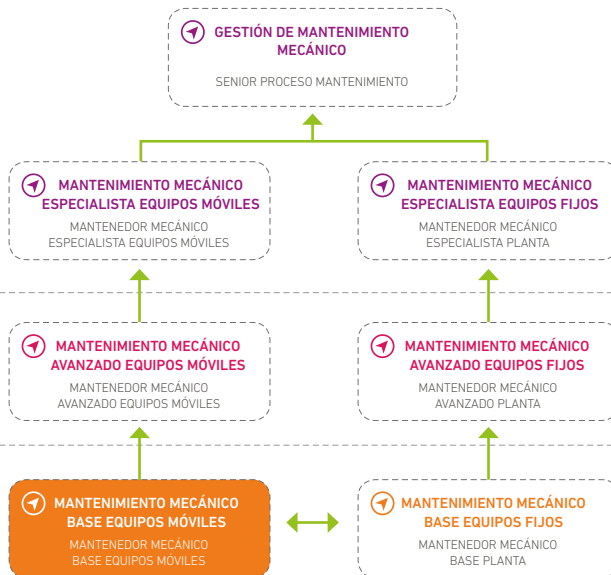 GESTIÓN DE MANTENIMIENTO
MECÁNICO
SENIOR PROCESO MANTENIMIENTO
MANTENIMIENTO MECÁNICO
ESPECIALISTA EQUIPOS MÓVILES
MANTENEDOR MECÁNICO
ESPECIALISTA EQUIPOS MÓVILES
MANTENIMIENTO MECÁNICO
ESPECIALISTA EQUIPOS FIJOS
MANTENEDOR MECÁNICO
ESPECIALISTA PLANTA
MANTENIMIENTO MECÁNICO
AVANZADO EQUIPOS MÓVILES
MANTENEDOR MECÁNICO
AVANZADO EQUIPOS MÓVILES
MANTENIMIENTO MECÁNICO
AVANZADO EQUIPOS FIJOS
MANTENEDOR MECÁNICO
AVANZADO PLANTA
MANTENIMIENTO MECÁNICO
BASE EQUIPOS MÓVILES
MANTENEDOR MECÁNICO
BASE EQUIPOS MÓVILES
MANTENIMIENTO MECÁNICO
BASE EQUIPOS FIJOS
MANTENEDOR MECÁNICO
BASE PLANTA